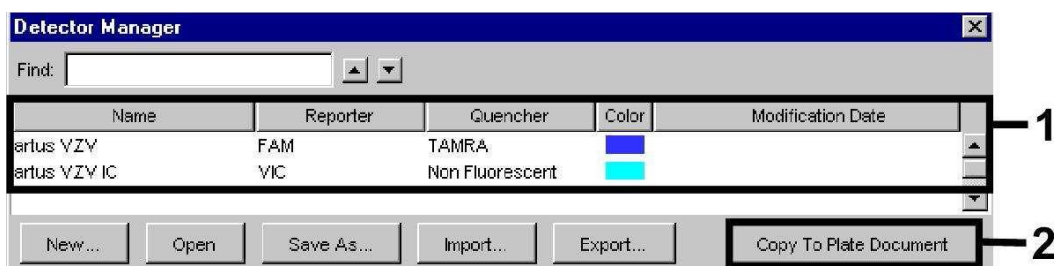 Detector Manager
Find:
Name Reporter Quencher Color Modification Date
artus VZV FAM TAMRA
artus VZV IC VIC Non Fluorescent
1
New... Open Save As... Import... Export... Copy To Plate Document
2